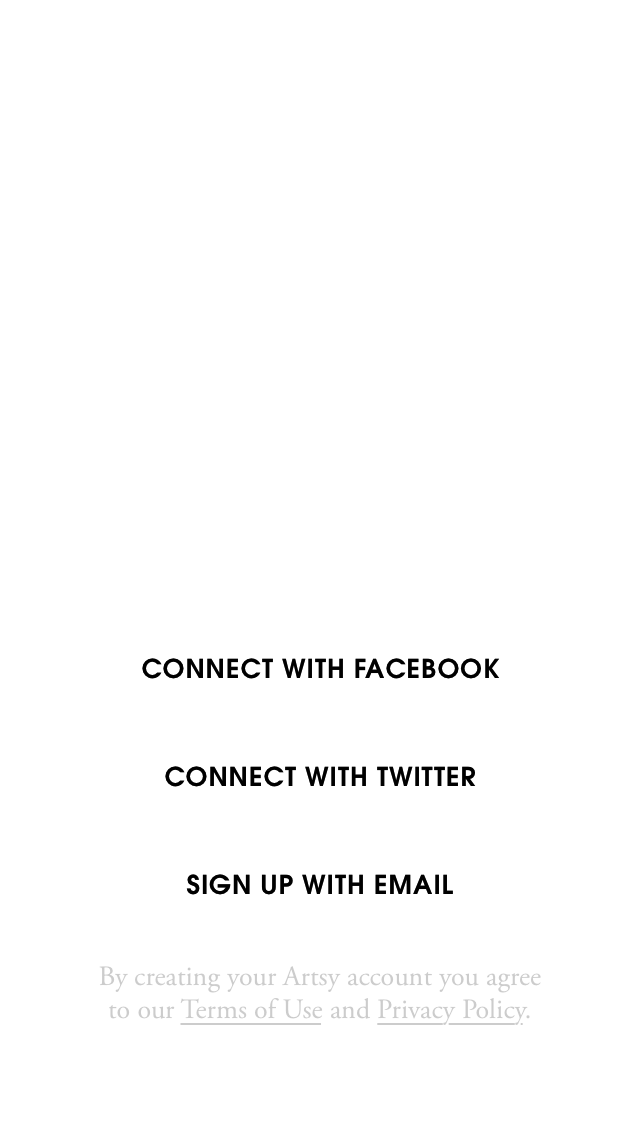 CONNECT WITH FACEBOOK
CONNECT WITH TWITTER
SIGN UP WITH EMAIL
By creating your Artsy account you agree
to our Terms of Use and Privacy Policy.